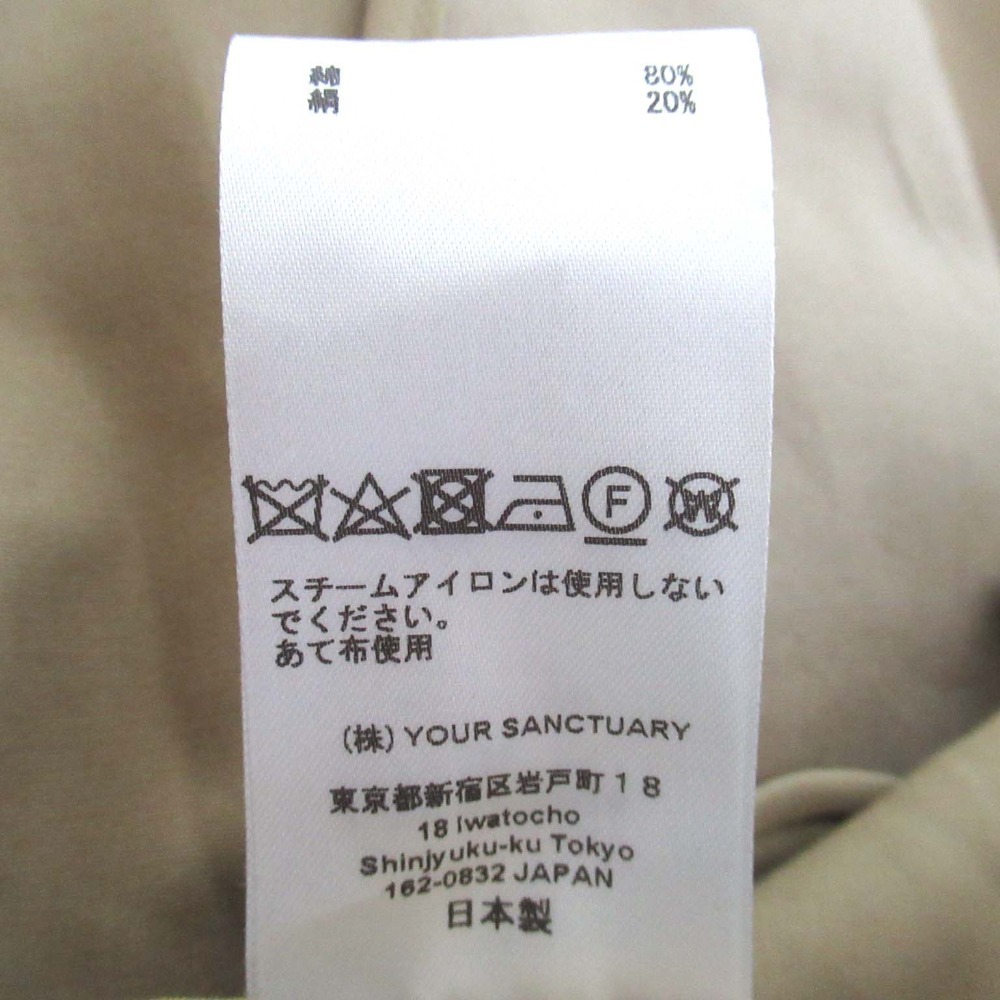 綿 80%
絹 20%
F
W
スチームアイロンは使用しない
でください。
あて布使用
(株) YOUR SANCTUARY
東京都新宿区岩戸町18
18 Iwatocho
Shinjyuku-ku Tokyo
162-0832 JAPAN
日本製